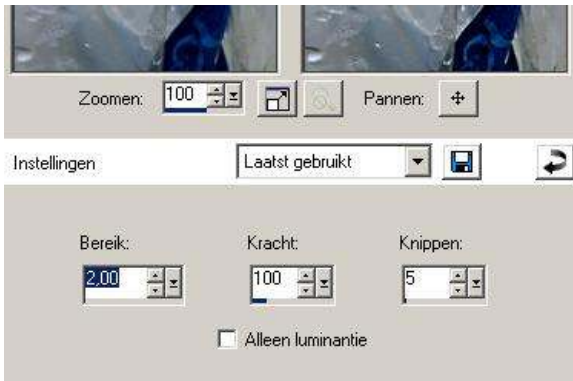 Zoomen: 100 Pannen:
Instellingen Laatst gebruikt
Bereik: Kracht: Knippen:
2,00 100 5
Alleen luminantie